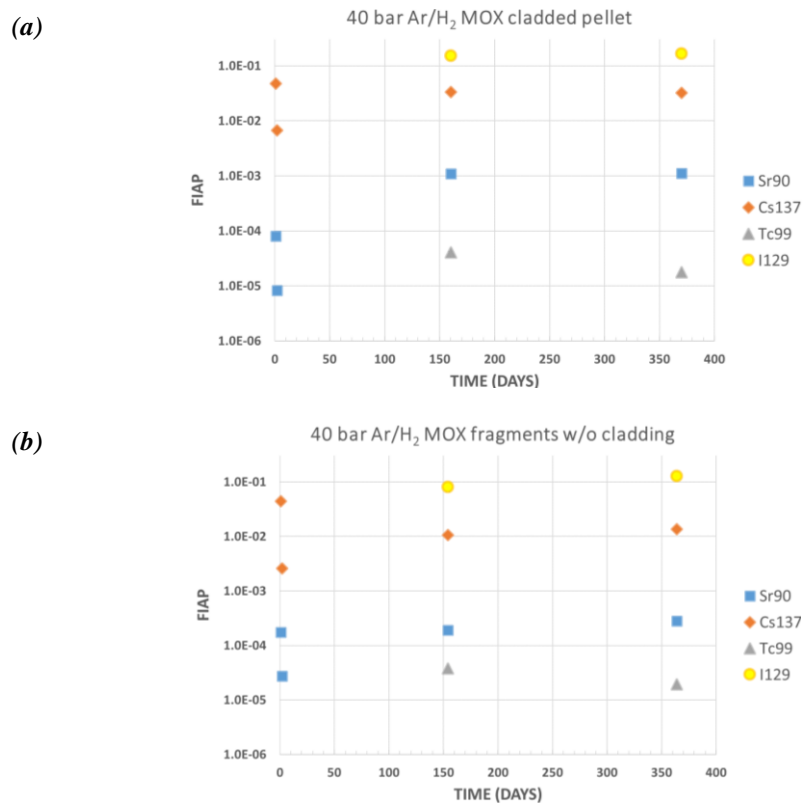 (a)
40 bar Ar/H₂ MOX cladded pellet
1.0E-01
1.0E-02
1.0E-03
1.0E-04
1.0E-05
1.0E-06
FIAP
0 50 100 150 200 250 300 350 400
TIME (DAYS)
Sr90
Cs137
Tc99
I129
(b)
40 bar Ar/H₂ MOX fragments w/o cladding
1.0E-01
1.0E-02
1.0E-03
1.0E-04
1.0E-05
1.0E-06
FIAP
0 50 100 150 200 250 300 350 400
TIME (DAYS)
Sr90
Cs137
Tc99
I129